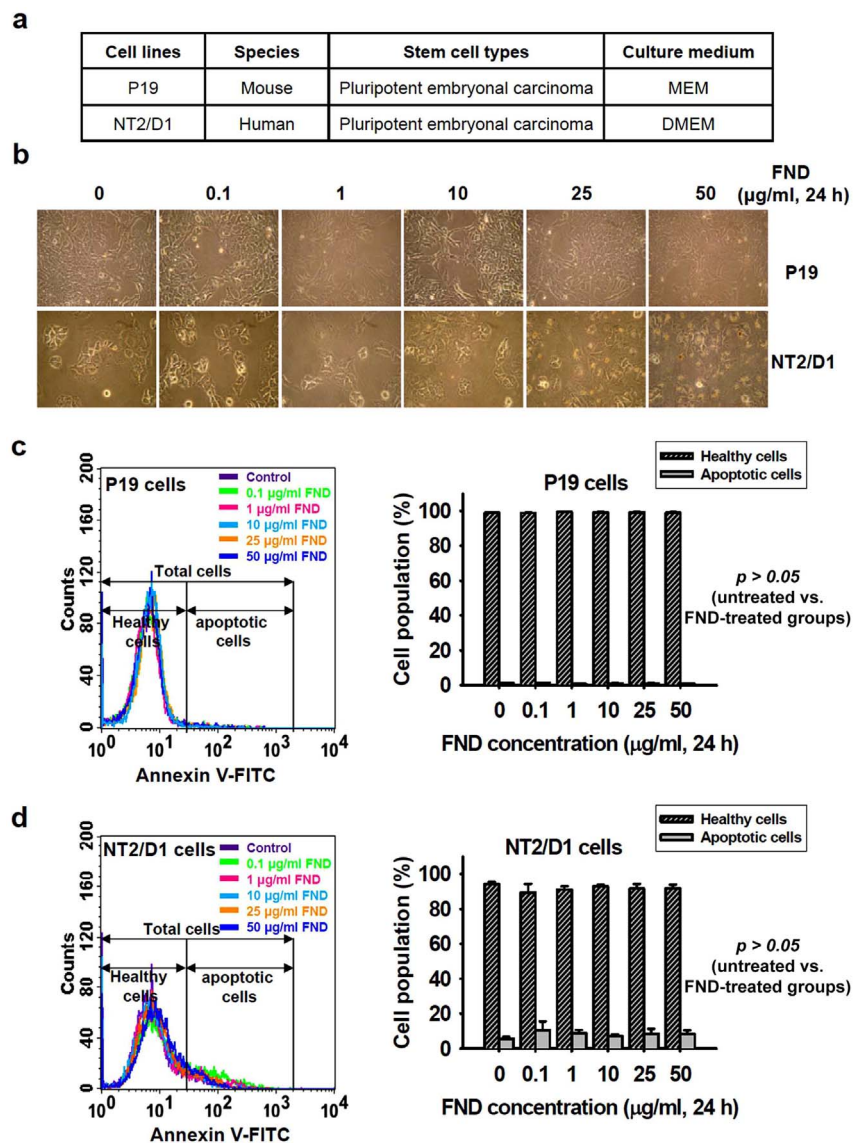 a
Cell lines Species Stem cell types Culture medium
P19 Mouse Pluripotent embryonal carcinoma MEM
NT2/D1 Human Pluripotent embryonal carcinoma DMEM
b
FND
0 0.1 1 10 25 50 (µg/ml, 24 h)
P19
NT2/D1
c
P19 cells
Control
0.1 µg/ml FND
1 µg/ml FND
10 µg/ml FND
25 µg/ml FND
50 µg/ml FND
Total cells
Healthy cells
apoptotic cells
Counts
0 40 80 120 160 200
10⁰ 10¹ 10² 10³ 10⁴
Annexin V-FITC
Healthy cells
Apoptotic cells
P19 cells
Cell population (%)
100
80
60
40
20
0
p > 0.05
(untreated vs.
FND-treated groups)
0 0.1 1 10 25 50
FND concentration (µg/ml, 24 h)
d
NT2/D1 cells
Control
0.1 µg/ml FND
1 µg/ml FND
10 µg/ml FND
25 µg/ml FND
50 µg/ml FND
Total cells
Healthy cells
apoptotic cells
Counts
0 40 80 120 160 200
10⁰ 10¹ 10² 10³ 10⁴
Annexin V-FITC
Healthy cells
Apoptotic cells
NT2/D1 cells
Cell population (%)
100
80
60
40
20
0
p > 0.05
(untreated vs.
FND-treated groups)
0 0.1 1 10 25 50
FND concentration (µg/ml, 24 h)